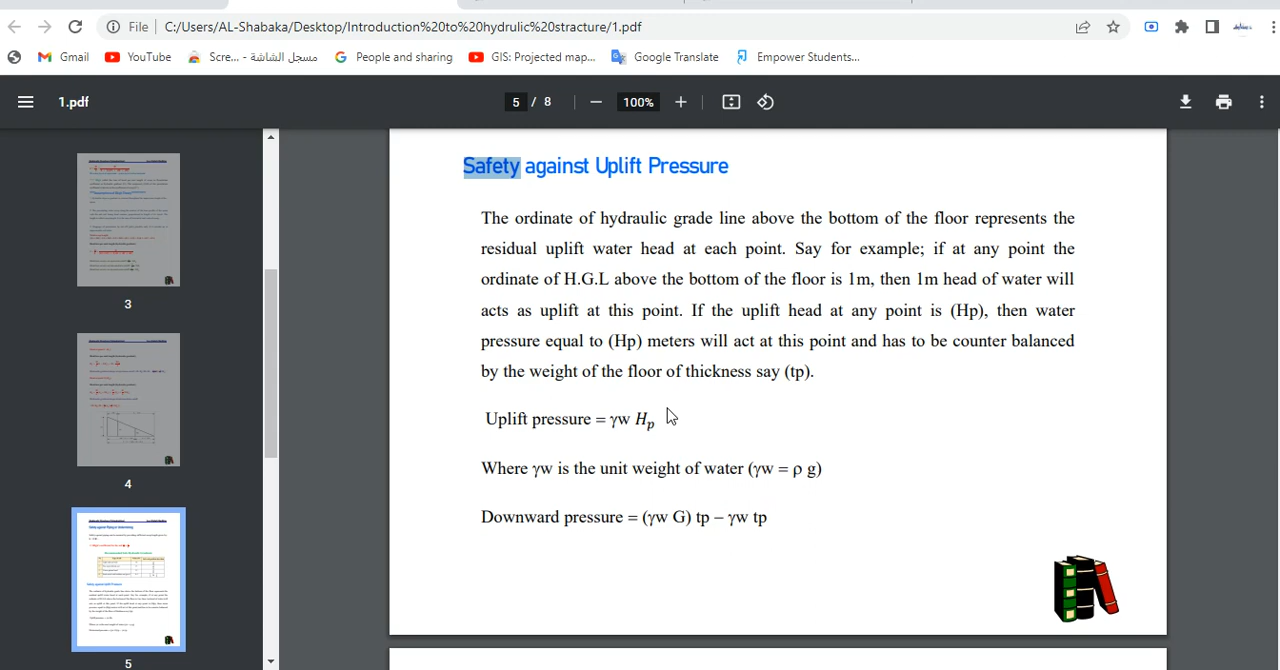 File | C:/Users/AL-Shabaka/Desktop/Introduction%20to%20hydrulic%20stracture/1.pdf
Gmail YouTube Scre... - مسجل الشاشة People and sharing GIS: Projected map... Google Translate Empower Students...
1.pdf 5 / 8 100%
3
4
5
Safety against Uplift Pressure
The ordinate of hydraulic grade line above the bottom of the floor represents the
residual uplift water head at each point. Say for example; if at any point the
ordinate of H.G.L above the bottom of the floor is 1m, then 1m head of water will
acts as uplift at this point. If the uplift head at any point is (Hp), then water
pressure equal to (Hp) meters will act at this point and has to be counter balanced
by the weight of the floor of thickness say (tp).
Uplift pressure = γw Hp
Where γw is the unit weight of water (γw = ρ g)
Downward pressure = (γw G) tp – γw tp